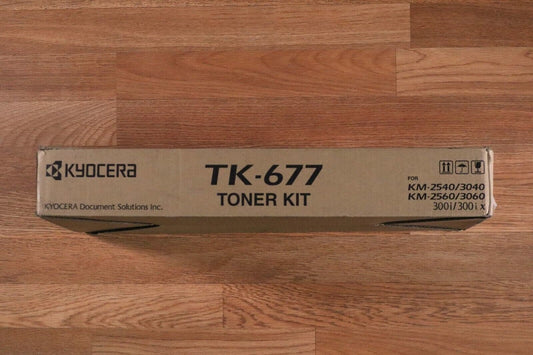 KYOCERA
KYOCERA Document Solutions Inc.
TK-677
TONER KIT
FOR
KM-2540/3040
KM-2560/3060
300i/300i x